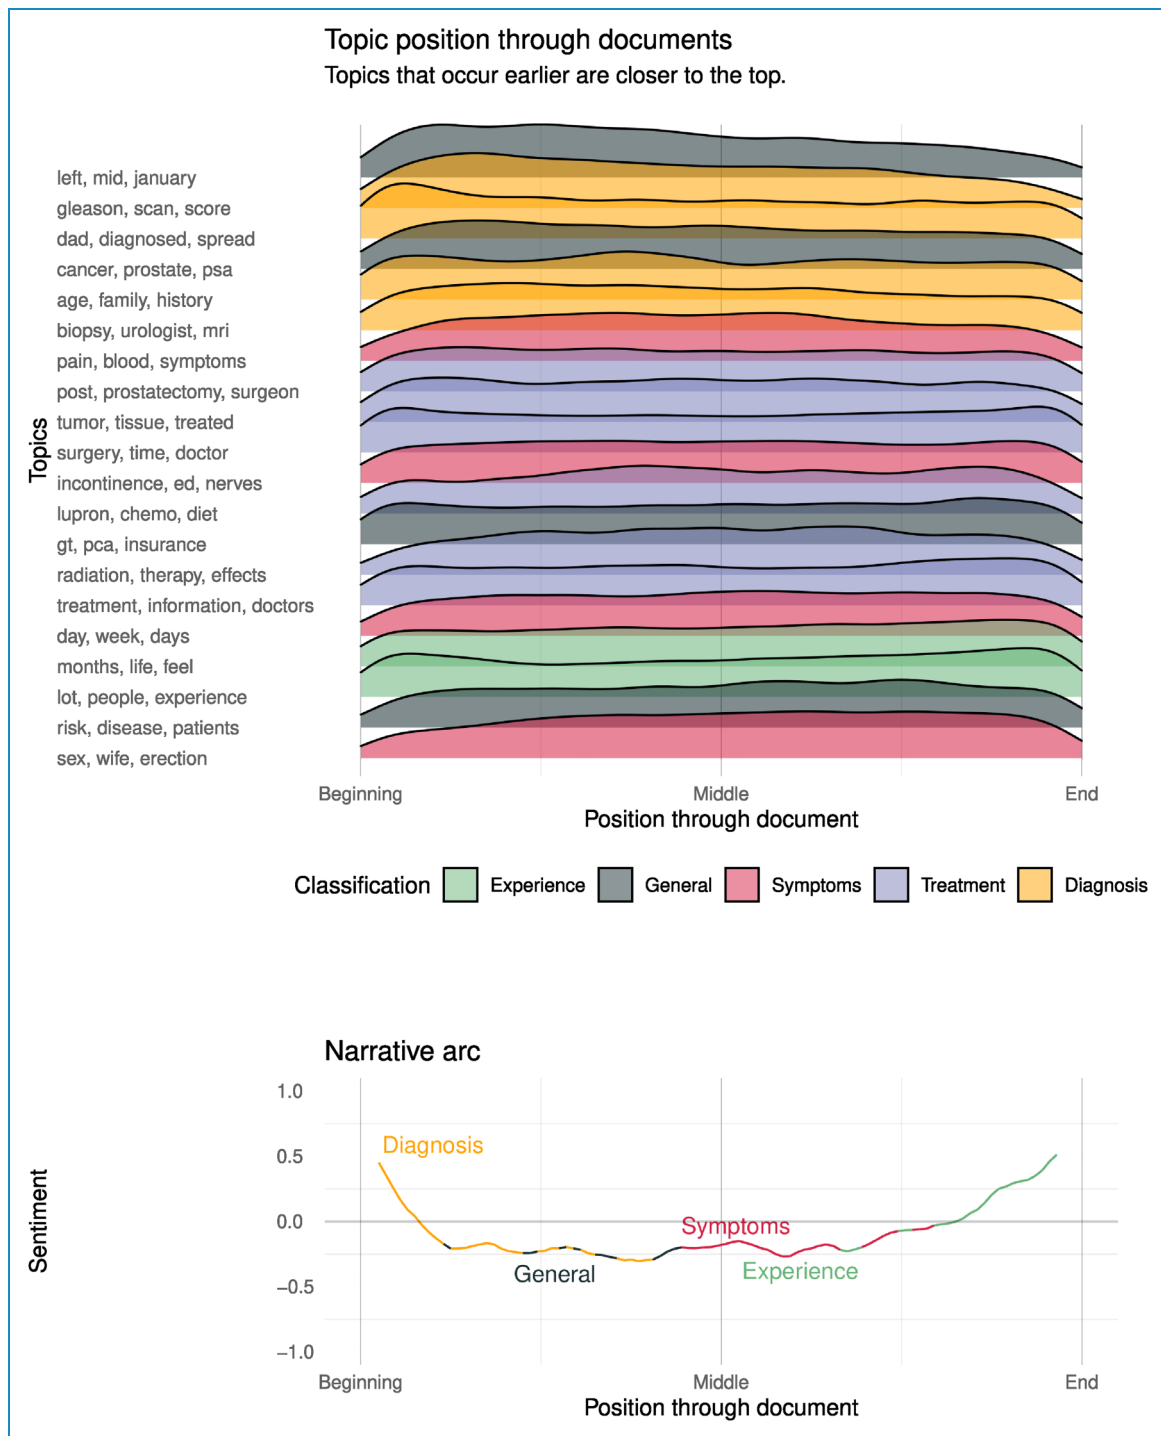 Topic position through documents
Topics that occur earlier are closer to the top.
Topics
left, mid, january
gleason, scan, score
dad, diagnosed, spread
cancer, prostate, psa
age, family, history
biopsy, urologist, mri
pain, blood, symptoms
post, prostatectomy, surgeon
tumor, tissue, treated
surgery, time, doctor
incontinence, ed, nerves
lupron, chemo, diet
gt, pca, insurance
radiation, therapy, effects
treatment, information, doctors
day, week, days
months, life, feel
lot, people, experience
risk, disease, patients
sex, wife, erection
Beginning Middle End
Position through document
Classification Experience General Symptoms Treatment Diagnosis
Narrative arc
Sentiment
1.0
Diagnosis
0.5
0.0
Symptoms
Experience
General
−0.5
−1.0
Beginning Middle End
Position through document